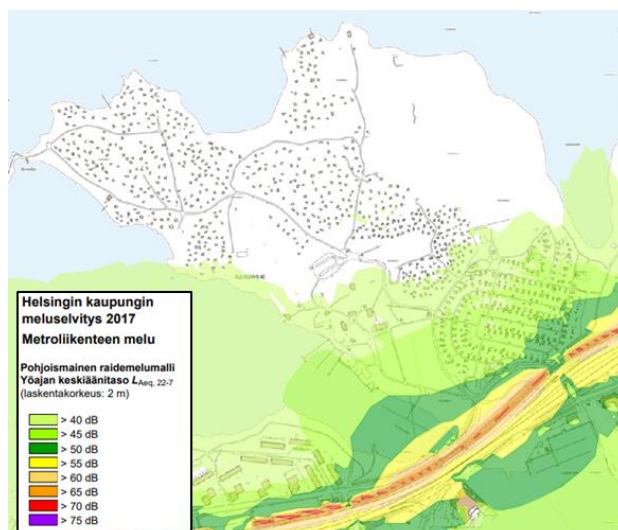 Helsingin kaupungin
meluselvitys 2017
Metroliikenteen melu
Pohjoismainen raidemelumalli
Yöajan keskiäänitaso LAeq, 22-7
(laskentakorkeus: 2 m)
> 40 dB
> 45 dB
> 50 dB
> 55 dB
> 60 dB
> 65 dB
> 70 dB
> 75 dB